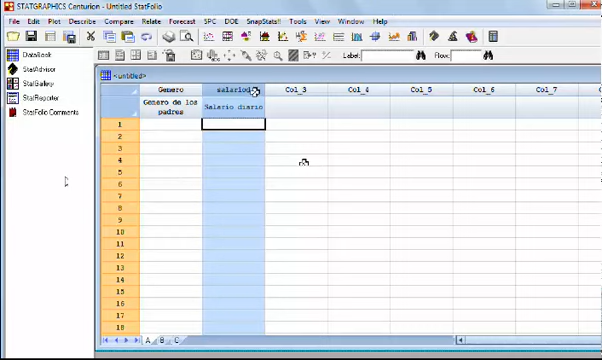 STATGRAPHICS Centurion - Untitled StatFolio
File Edit Plot Describe Compare Relate Forecast SPC DOE SnapStats!! Tools View Window Help
Label: Row:
DataBook
StatAdvisor
StatGallery
StatReporter
StatFolio Comments
<untitled>
Genero Col_3 Col_4 Col_5 Col_6 Col_7
Genero de los padres Salario diario
1
2
3
4
5
6
7
8
9
10
11
12
13
14
15
16
17
18
A B C